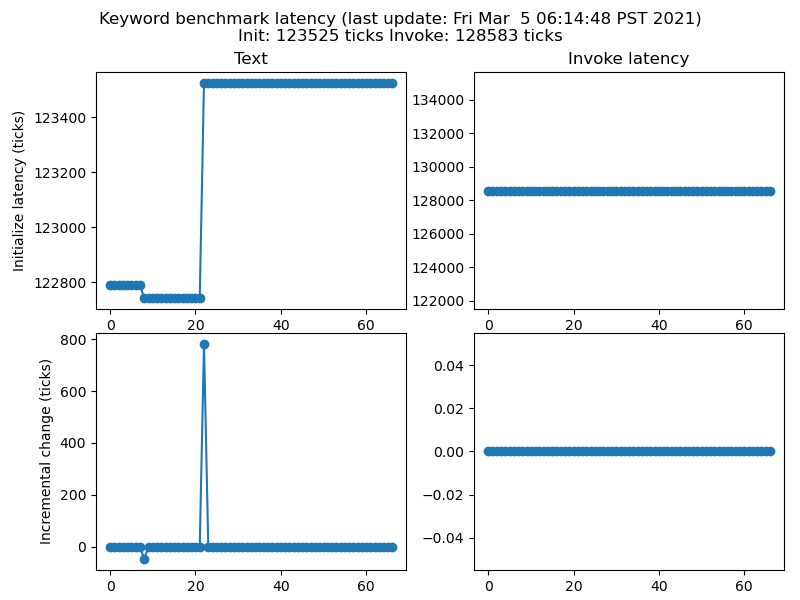 Keyword benchmark latency (last update: Fri Mar  5 06:14:48 PST 2021)
Init: 123525 ticks Invoke: 128583 ticks
Text
Invoke latency
Initialize latency (ticks)
123400
123200
123000
122800
0 20 40 60
134000
132000
130000
128000
126000
124000
122000
0 20 40 60
Incremental change (ticks)
800
600
400
200
0
0 20 40 60
0.04
0.02
0.00
−0.02
−0.04
0 20 40 60